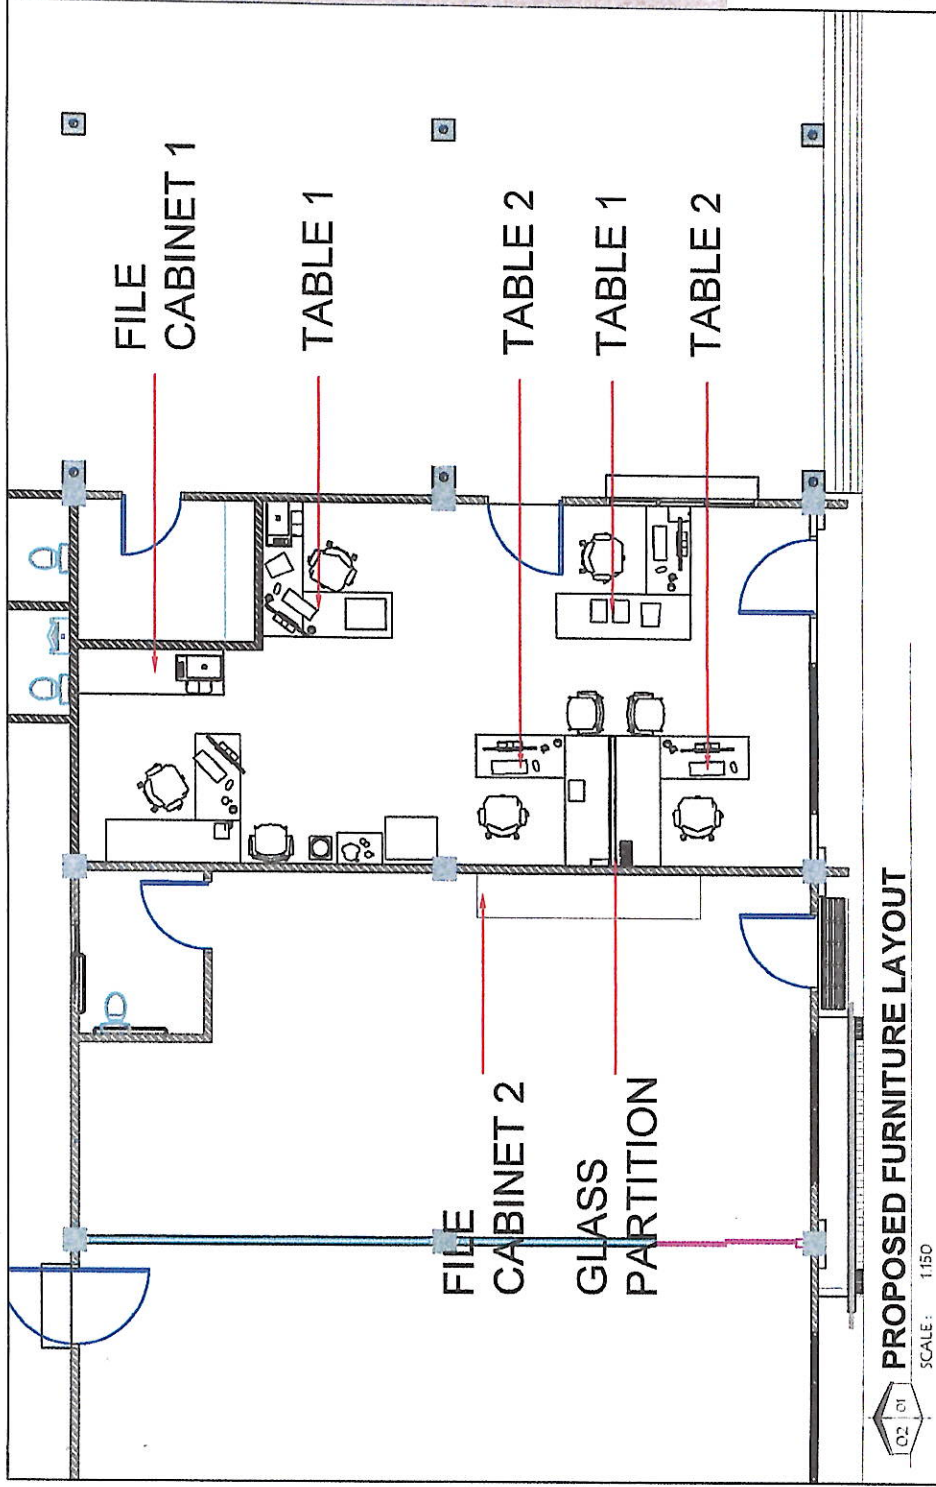 FILE
CABINET 1
TABLE 1
TABLE 2
TABLE 1
TABLE 2
FILE
CABINET 2
GLASS
PARTITION
02 01
PROPOSED FURNITURE LAYOUT
SCALE : 1:150